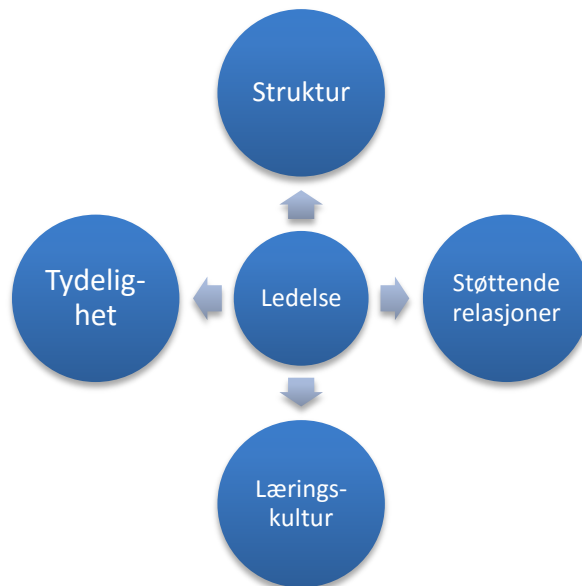 Struktur
Tydelig-
het
Ledelse
Støttende
relasjoner
Lærings-
kultur